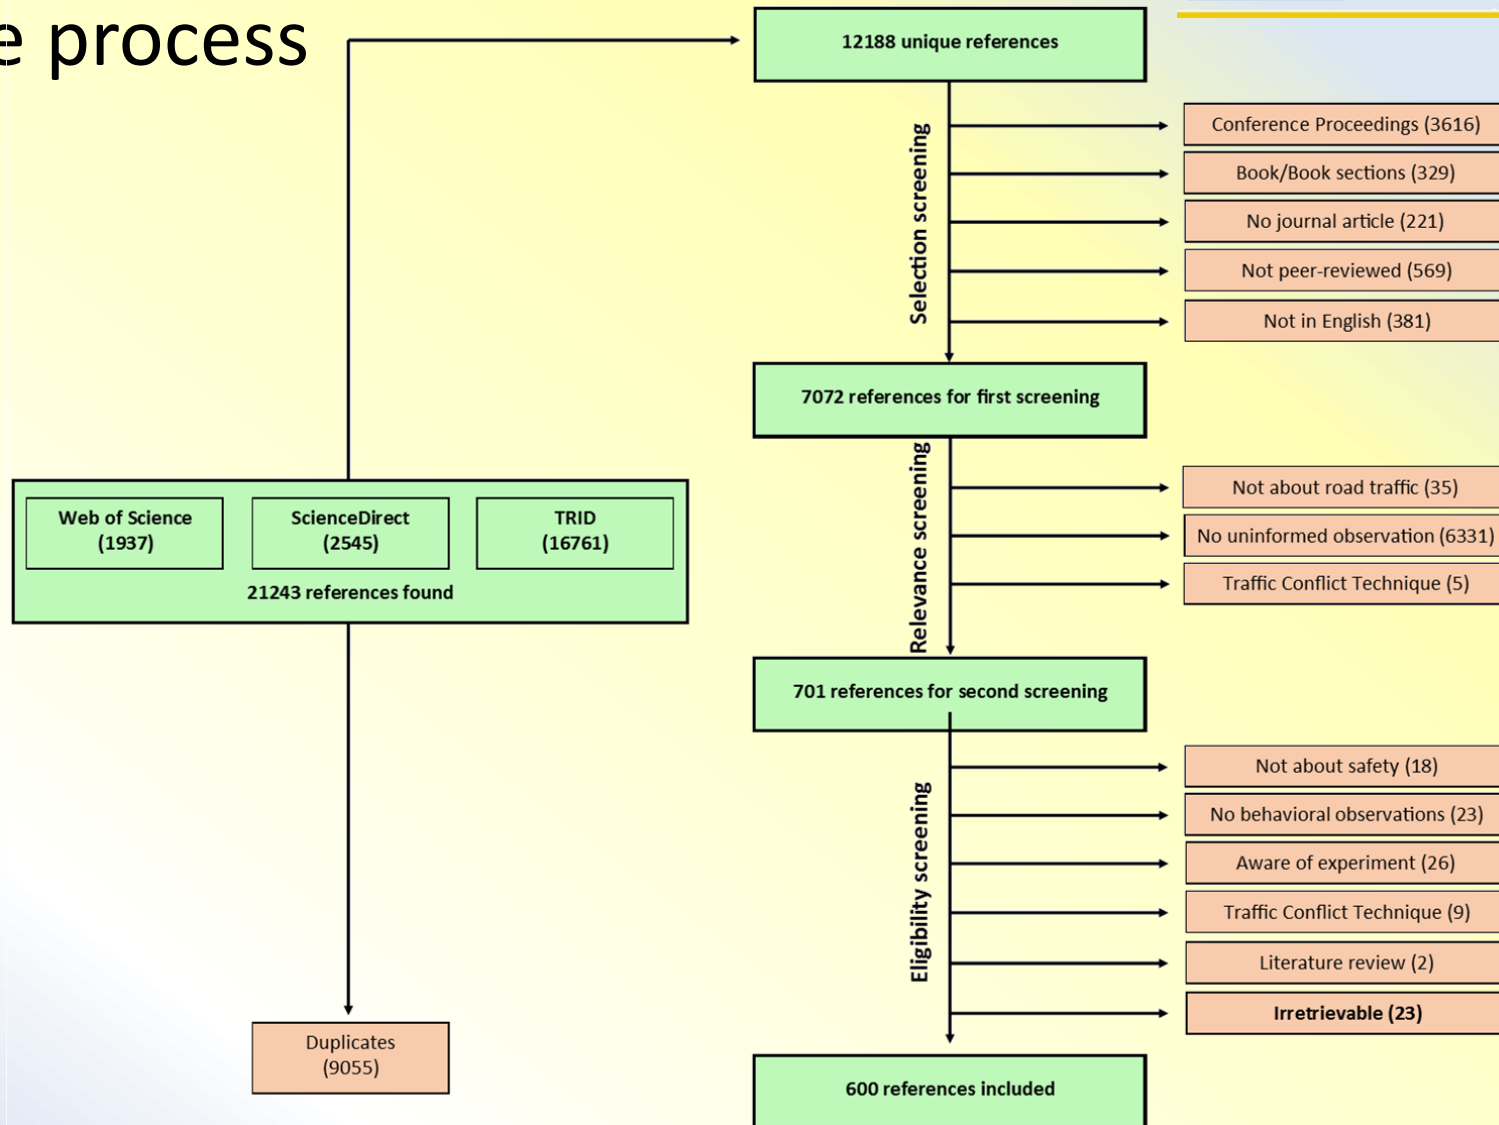 e process
12188 unique references
Selection screening
Conference Proceedings (3616)
Book/Book sections (329)
No journal article (221)
Not peer-reviewed (569)
Not in English (381)
7072 references for first screening
Relevance screening
Not about road traffic (35)
No uninformed observation (6331)
Traffic Conflict Technique (5)
Web of Science
(1937)
ScienceDirect
(2545)
TRID
(16761)
21243 references found
701 references for second screening
Eligibility screening
Not about safety (18)
No behavioral observations (23)
Aware of experiment (26)
Traffic Conflict Technique (9)
Literature review (2)
Irretrievable (23)
Duplicates
(9055)
600 references included